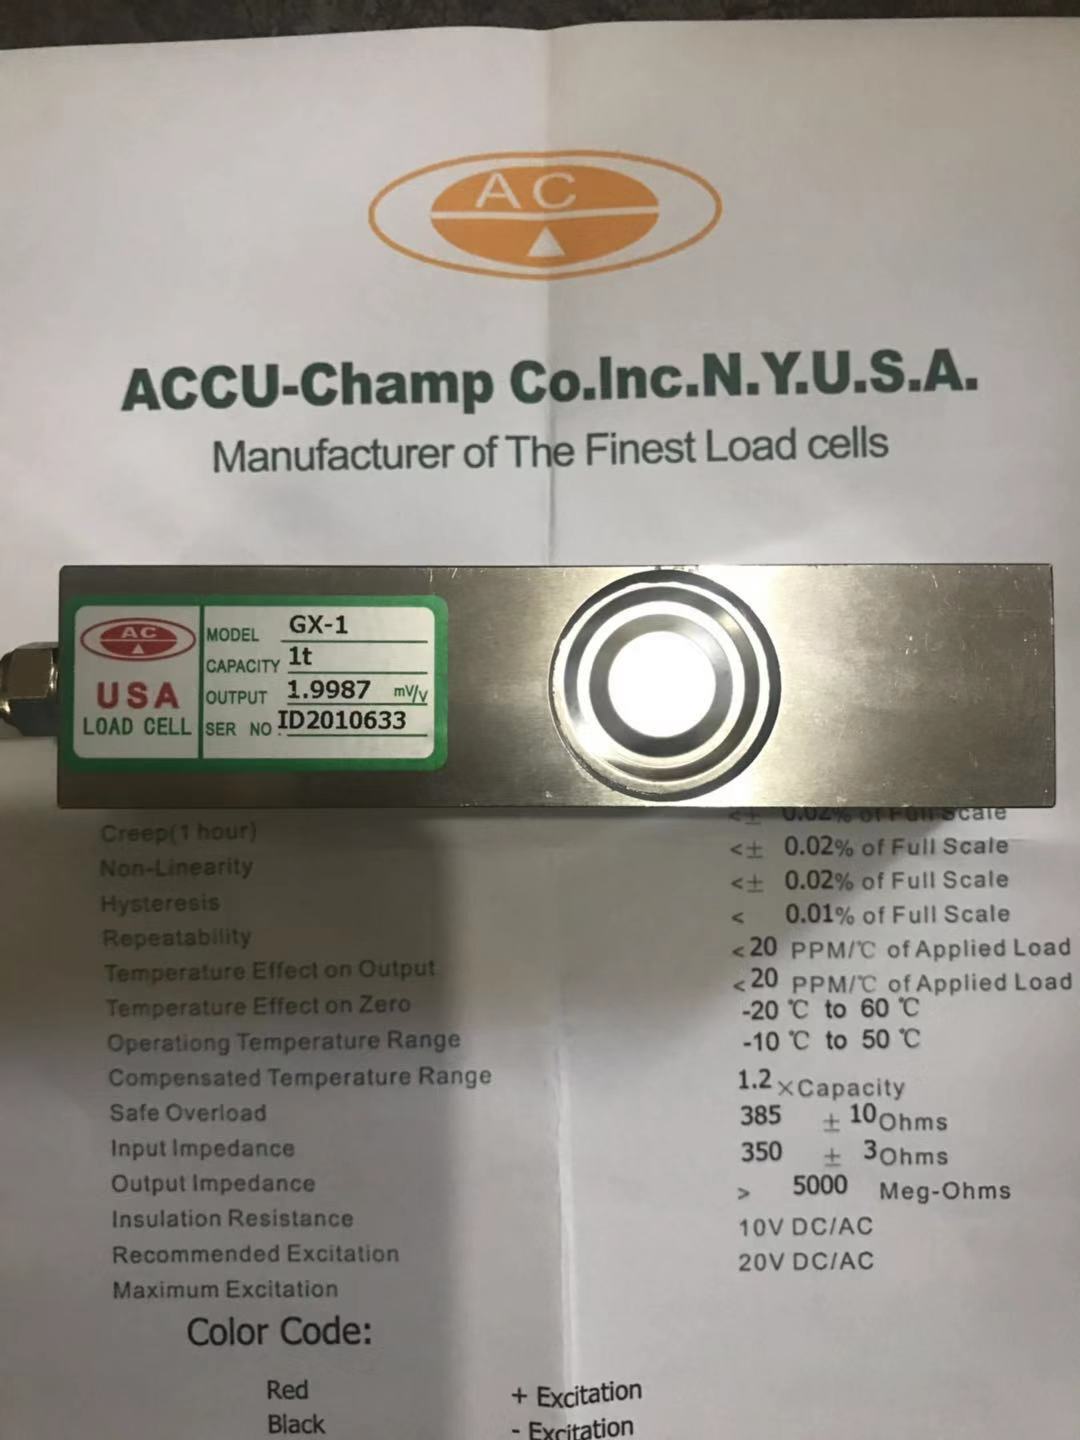 AC
ACCU-Champ Co.Inc.N.Y.U.S.A.
Manufacturer of The Finest Load cells
AC
USA
LOAD CELL
MODEL GX-1
CAPACITY 1t
OUTPUT 1.9987 mV/v
SER NO. ID2010633
Creep(1 hour)
Non-Linearity
Hysteresis
Repeatability
Temperature Effect on Output
Temperature Effect on Zero
Operationg Temperature Range
Compensated Temperature Range
Safe Overload
Input Impedance
Output Impedance
Insulation Resistance
Recommended Excitation
Maximum Excitation
<± 0.02% of Full Scale
<± 0.02% of Full Scale
<± 0.02% of Full Scale
< 0.01% of Full Scale
<20 PPM/℃ of Applied Load
<20 PPM/℃ of Applied Load
-20 ℃ to 60 ℃
-10 ℃ to 50 ℃
1.2 ×Capacity
385 ± 10 Ohms
350 ± 3 Ohms
> 5000 Meg-Ohms
10V DC/AC
20V DC/AC
Color Code:
Red + Excitation
Black - Excitation